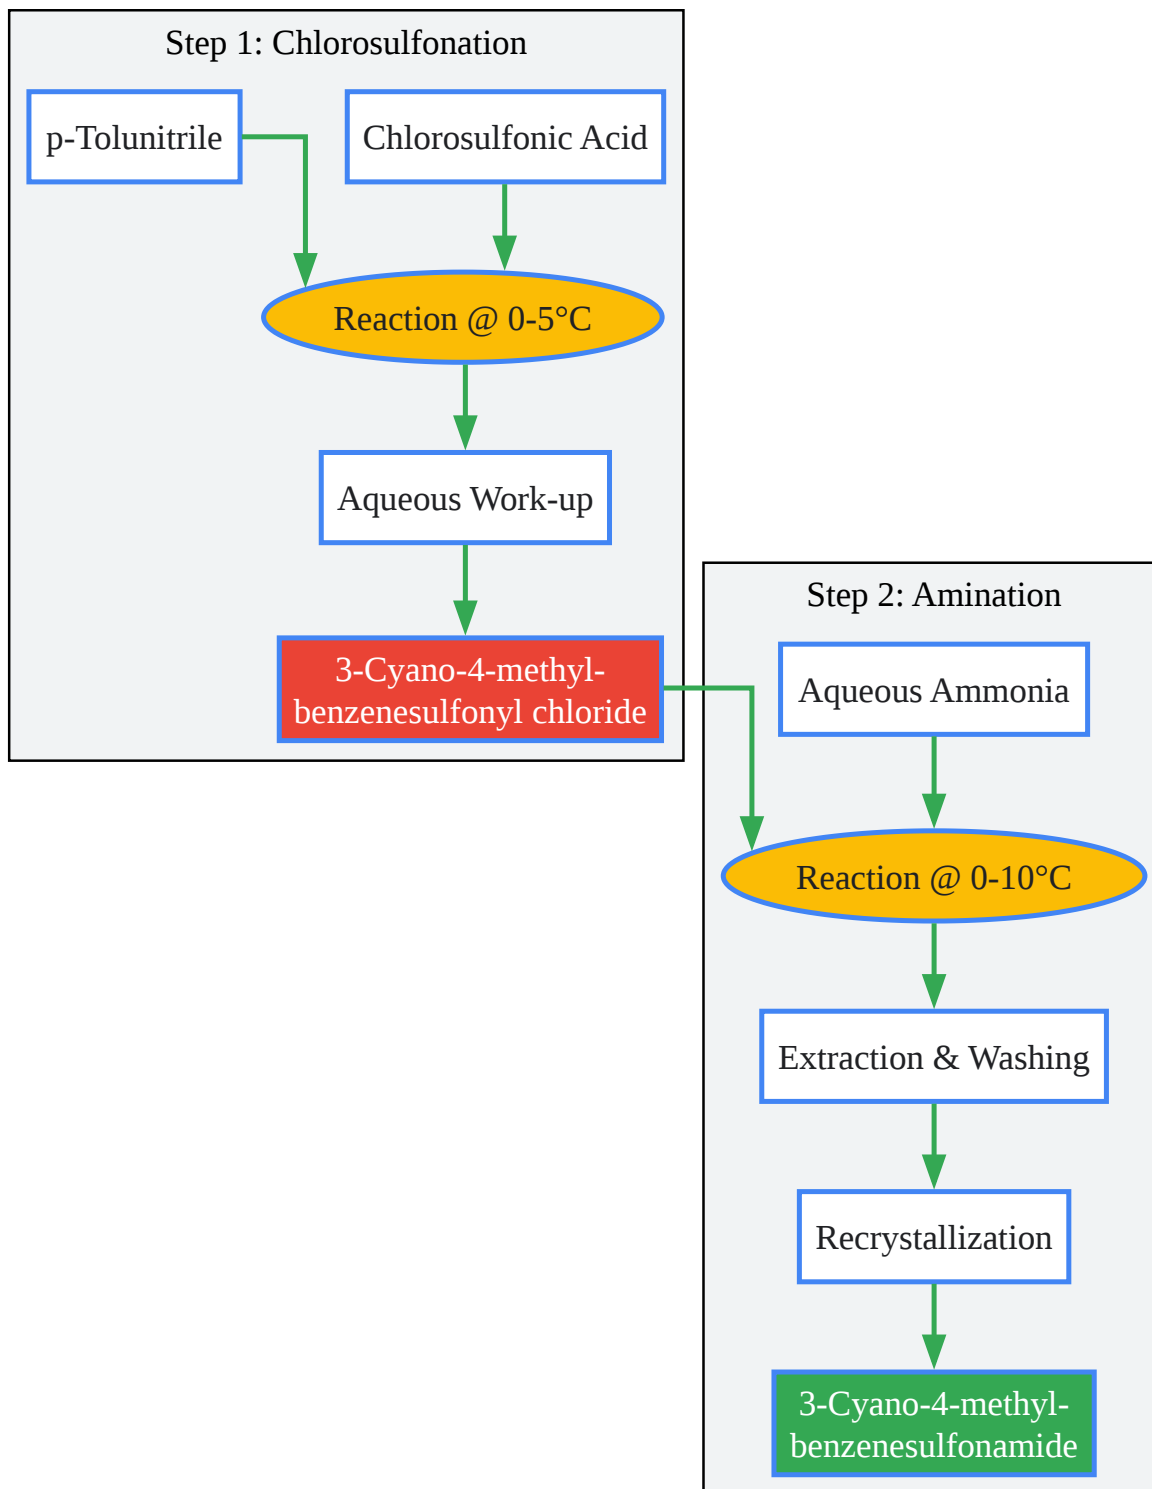 Step 1: Chlorosulfonation
p-Tolunitrile
Chlorosulfonic Acid
Reaction @ 0-5°C
Aqueous Work-up
3-Cyano-4-methyl-
benzenesulfonyl chloride
Step 2: Amination
Aqueous Ammonia
Reaction @ 0-10°C
Extraction & Washing
Recrystallization
3-Cyano-4-methyl-
benzenesulfonamide